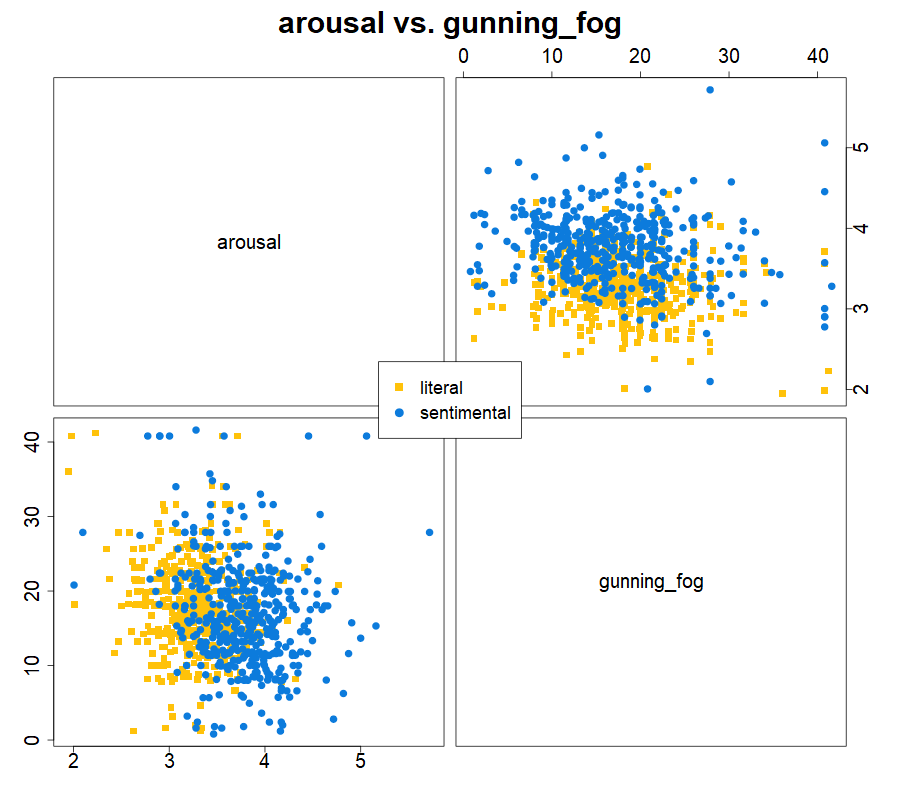 arousal vs. gunning_fog
0 10 20 30 40
arousal
5
4
3
2
literal
sentimental
40
30
20
10
0
gunning_fog
2 3 4 5